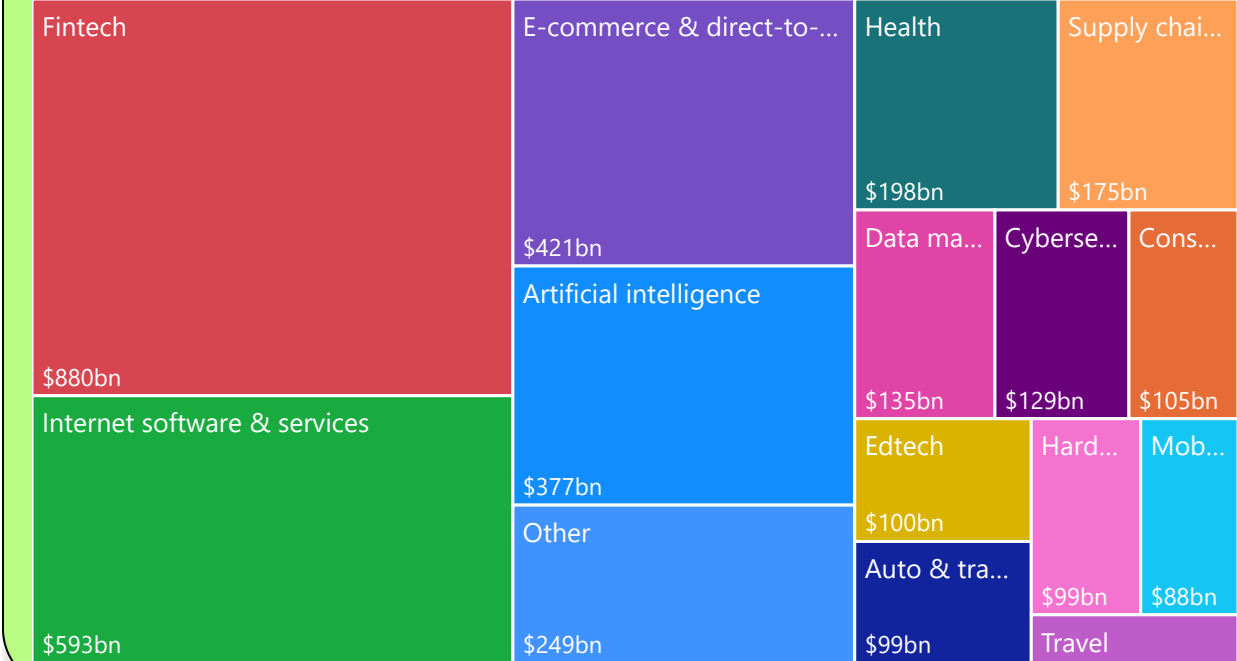 Fintech
$880bn
Internet software & services
$593bn
E-commerce & direct-to-...
$421bn
Artificial intelligence
$377bn
Other
$249bn
Health
$198bn
Supply chai...
$175bn
Data ma...
$135bn
Cyberse...
$129bn
Cons...
$105bn
Edtech
$100bn
Auto & tra...
$99bn
Hard...
$99bn
Mob...
$88bn
Travel